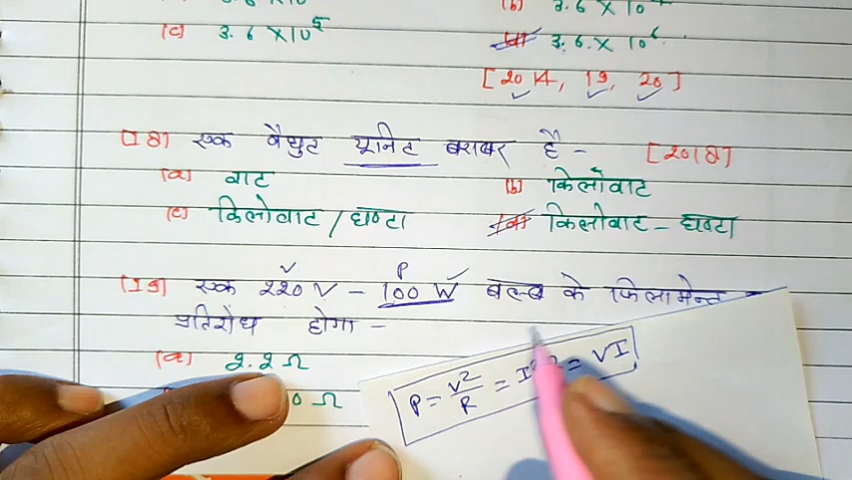 (b) 3.6 × 10
(c) 3.6 × 10⁵
(d) 3.6 × 10⁶
[2014, 19, 20]
(18) एक वैधुत यूनिट बराबर है - [2018]
(a) वाट
(b) किलोवाट
(c) किलोवाट / घण्टा
(d) किलोवाट - घण्टा
V P
(19) एक 220 V - 100 W बल्ब के फिलामेन्ट
प्रतिरोध होगा -
(a) 2.2 Ω
0 Ω
P = V²/R = = VI